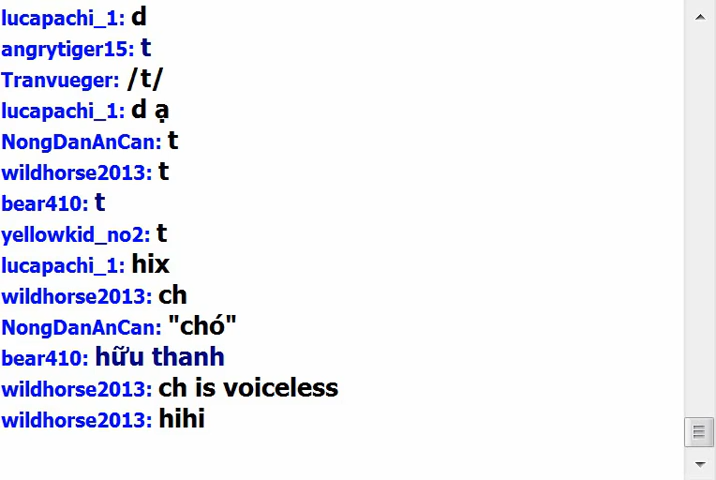 lucapachi_1: d
angrytiger15: t
Tranvueger: /t/
lucapachi_1: d ạ
NongDanAnCan: t
wildhorse2013: t
bear410: t
yellowkid_no2: t
lucapachi_1: hix
wildhorse2013: ch
NongDanAnCan: "chó"
bear410: hữu thanh
wildhorse2013: ch is voiceless
wildhorse2013: hihi